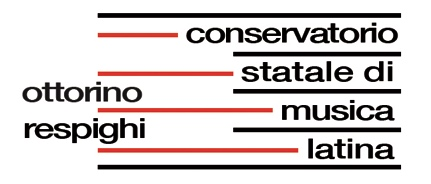 conservatorio
statale di
ottorino
musica
respighi
latina